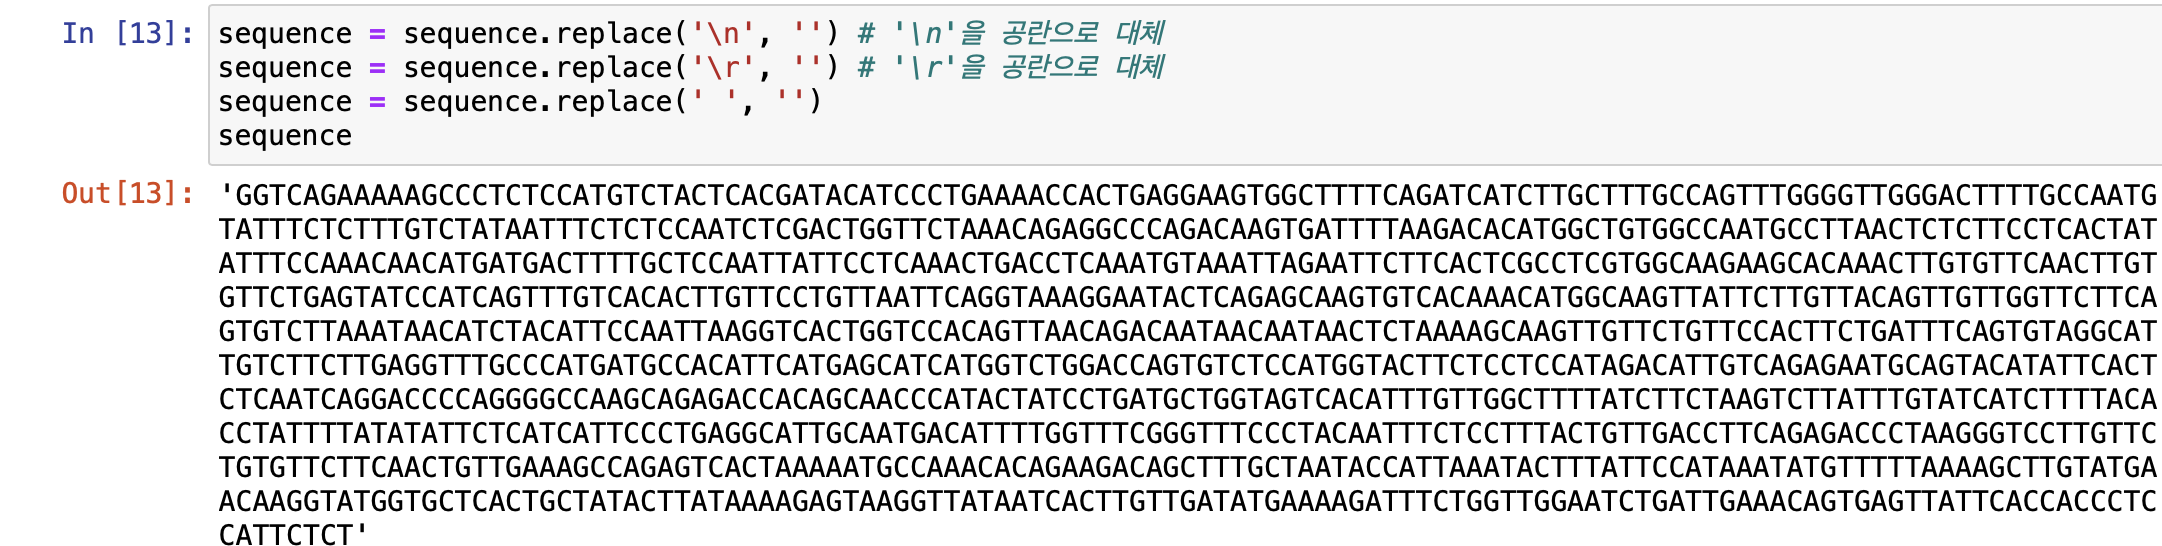 In [13]: sequence = sequence.replace('\n', '') # '\n'을 공란으로 대체
sequence = sequence.replace('\r', '') # '\r'을 공란으로 대체
sequence = sequence.replace(' ', '')
sequence
Out[13]: 'GGTCAGAAAAAGCCCTCTCCATGTCTACTCACGATACATCCCTGAAAACCACTGAGGAAGTGGCTTTTCAGATCATCTTGCTTTGCCAGTTTGGGGTTGGGACTTTTGCCAATG
TATTTCTCTTTGTCTATAATTTCTCTCCAATCTCGACTGGTTCTAAACAGAGGCCCAGACAAGTGATTTTAAGACACATGGCTGTGGCCAATGCCTTAACTCTCTTCCTCACTAT
ATTTCCAAACAACATGATGACTTTTGCTCCAATTATTCCTCAAACTGACCTCAAATGTAAATTAGAATTCTTCACTCGCCTCGTGGCAAGAAGCACAAACTTGTGTTCAACTTGT
GTTCTGAGTATCCATCAGTTTGTCACACTTGTTCCTGTTAATTCAGGTAAAGGAATACTCAGAGCAAGTGTCACAAACATGGCAAGTTATTCTTGTTACAGTTGTTGGTTCTTCA
GTGTCTTAAATAACATCTACATTCCAATTAAGGTCACTGGTCCACAGTTAACAGACAATAACAATAACTCTAAAAGCAAGTTGTTCTGTTCCACTTCTGATTTCAGTGTAGGCAT
TGTCTTCTTGAGGTTTGCCCATGATGCCACATTCATGAGCATCATGGTCTGGACCAGTGTCTCCATGGTACTTCTCCTCCATAGACATTGTCAGAGAATGCAGTACATATTCACT
CTCAATCAGGACCCCAGGGGCCAAGCAGAGACCACAGCAACCCATACTATCCTGATGCTGGTAGTCACATTTGTTGGCTTTTATCTTCTAAGTCTTATTTGTATCATCTTTTACA
CCTATTTTATATATTCTCATCATTCCCTGAGGCATTGCAATGACATTTTGGTTTCGGGTTTCCCTACAATTTCTCCTTTACTGTTGACCTTCAGAGACCCTAAGGGTCCTTGTTC
TGTGTTCTTCAACTGTTGAAAGCCAGAGTCACTAAAAATGCCAAACACAGAAGACAGCTTTGCTAATACCATTAAATACTTTATTCCATAAATATGTTTTTAAAAGCTTGTATGA
ACAAGGTATGGTGCTCACTGCTATACTTATAAAAGAGTAAGGTTATAATCACTTGTTGATATGAAAAGATTTCTGGTTGGAATCTGATTGAAACAGTGAGTTATTCACCACCCTC
CATTCTCT'